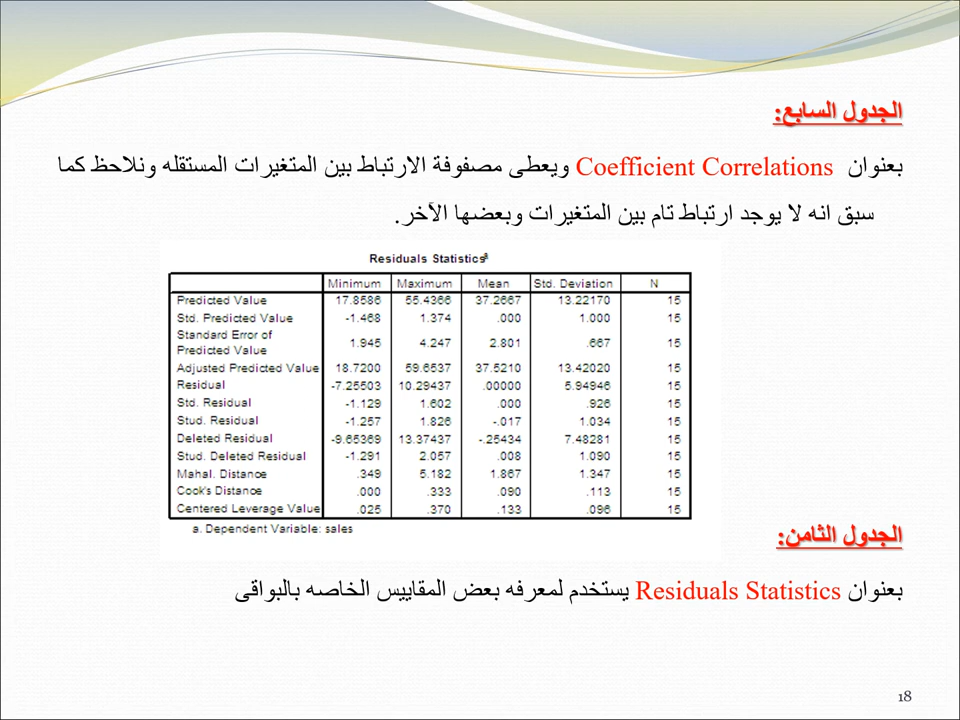 الجدول السابع:
بعنوان Coefficient Correlations ويعطى مصفوفة الارتباط بين المتغيرات المستقله ونلاحظ كما
سبق انه لا يوجد ارتباط تام بين المتغيرات وبعضها الآخر.
Residuals Statisticsa
Minimum Maximum Mean Std. Deviation N
Predicted Value 17.8586 55.4366 37.2667 13.22170 15
Std. Predicted Value -1.468 1.374 .000 1.000 15
Standard Error of
Predicted Value 1.945 4.247 2.801 .667 15
Adjusted Predicted Value 18.7200 59.6537 37.5210 13.42020 15
Residual -7.25503 10.29437 .00000 5.94946 15
Std. Residual -1.129 1.602 .000 .926 15
Stud. Residual -1.257 1.826 -.017 1.034 15
Deleted Residual -9.65369 13.37437 -.25434 7.48281 15
Stud. Deleted Residual -1.291 2.057 .008 1.090 15
Mahal. Distance .349 5.182 1.867 1.347 15
Cook's Distance .000 .333 .090 .113 15
Centered Leverage Value .025 .370 .133 .096 15
a. Dependent Variable: sales
الجدول الثامن:
بعنوان Residuals Statistics يستخدم لمعرفه بعض المقاييس الخاصه بالبواقى
18